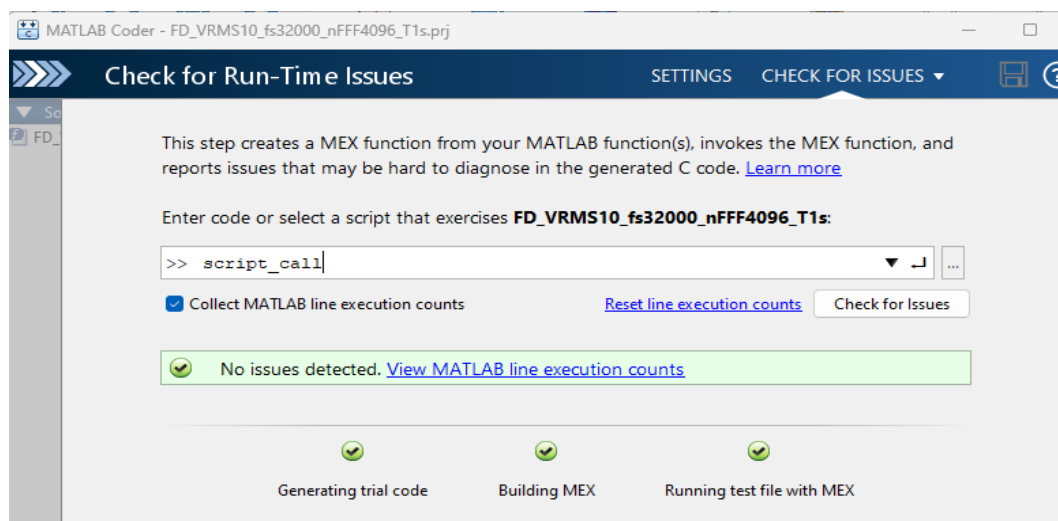 MATLAB Coder - FD_VRMS10_fs32000_nFFF4096_T1s.prj
Check for Run-Time Issues SETTINGS CHECK FOR ISSUES
So
FD_
This step creates a MEX function from your MATLAB function(s), invokes the MEX function, and
reports issues that may be hard to diagnose in the generated C code. Learn more
Enter code or select a script that exercises FD_VRMS10_fs32000_nFFF4096_T1s:
>> script_call ...
Collect MATLAB line execution counts Reset line execution counts Check for Issues
No issues detected. View MATLAB line execution counts
Generating trial code Building MEX Running test file with MEX